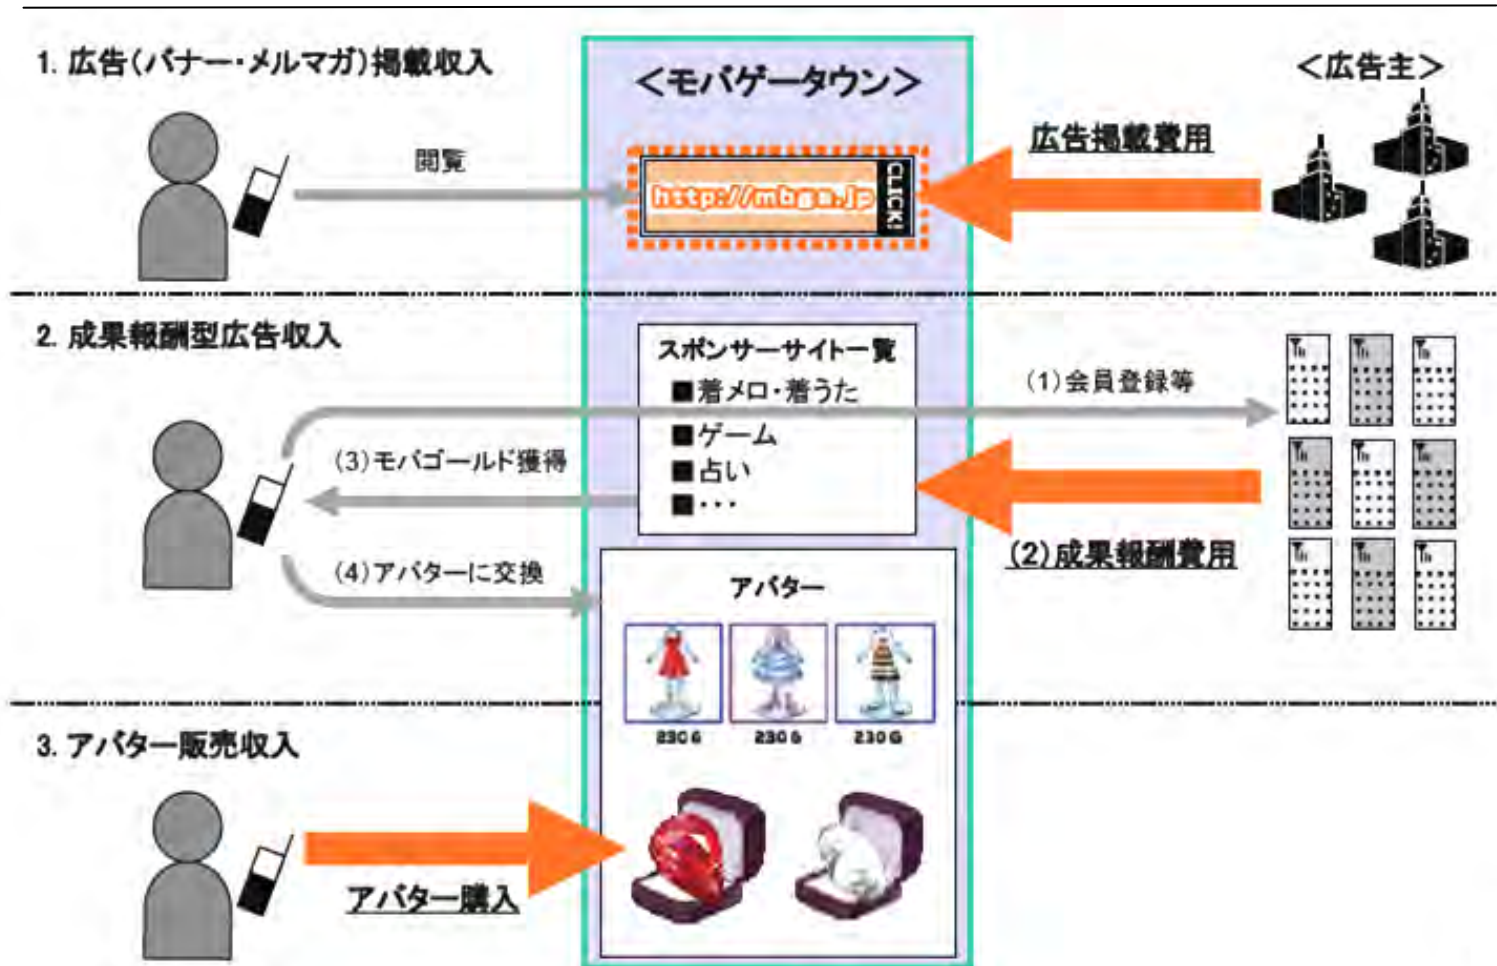 1. 広告(バナー・メルマガ)掲載収入
<モバゲータウン>
<広告主>
閲覧
http://mbga.jp
CLICK!
広告掲載費用
2. 成果報酬型広告収入
スポンサーサイト一覧
■着メロ・着うた
■ゲーム
■占い
■・・・
(1)会員登録等
(3)モバゴールド獲得
(2)成果報酬費用
(4)アバターに交換
アバター
230G
230G
230G
3. アバター販売収入
アバター購入